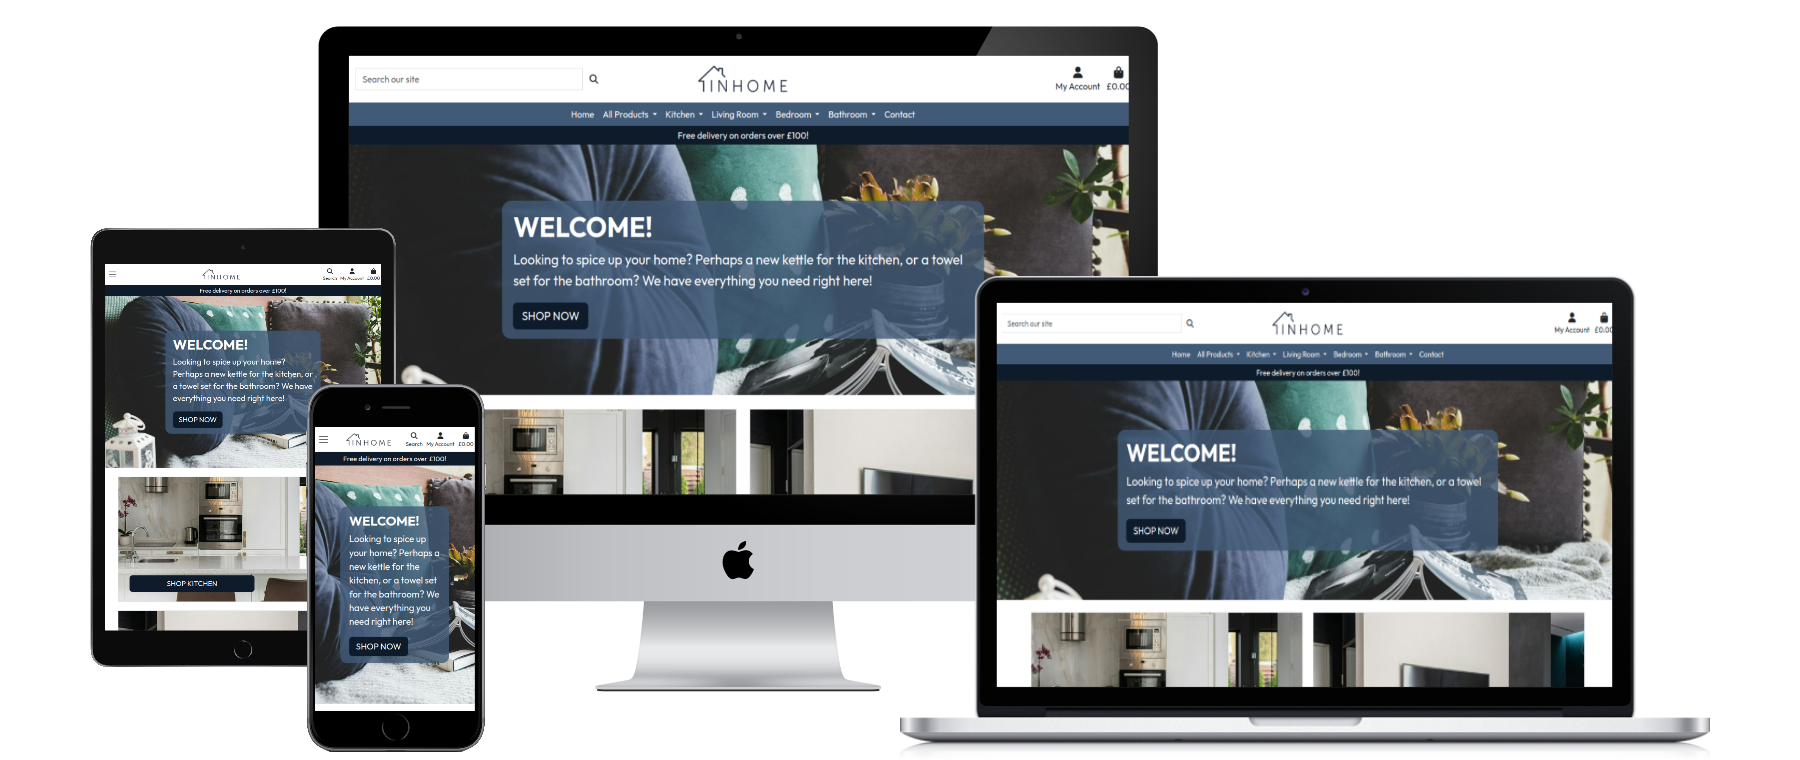 Search our site
INHOME
My Account £0.00
Home All Products Kitchen Living Room Bedroom Bathroom Contact
Free delivery on orders over £100!
WELCOME!
Looking to spice up your home? Perhaps a new kettle for the kitchen, or a towel
set for the bathroom? We have everything you need right here!
SHOP NOW
INHOME
Search My Account £0.00
Free delivery on orders over £100!
WELCOME!
Looking to spice up your home?
Perhaps a new kettle for the kitchen, or
a towel set for the bathroom? We have
everything you need right here!
SHOP NOW
SHOP KITCHEN
INHOME
Search My Account £0.00
Free delivery on orders over £100!
WELCOME!
Looking to spice up
your home? Perhaps a
new kettle for the
kitchen, or a towel set
for the bathroom? We
have everything you
need right here!
SHOP NOW
Search our site
INHOME
My Account £0.00
Home All Products Kitchen Living Room Bedroom Bathroom Contact
Free delivery on orders over £100!
WELCOME!
Looking to spice up your home? Perhaps a new kettle for the kitchen, or a towel
set for the bathroom? We have everything you need right here!
SHOP NOW